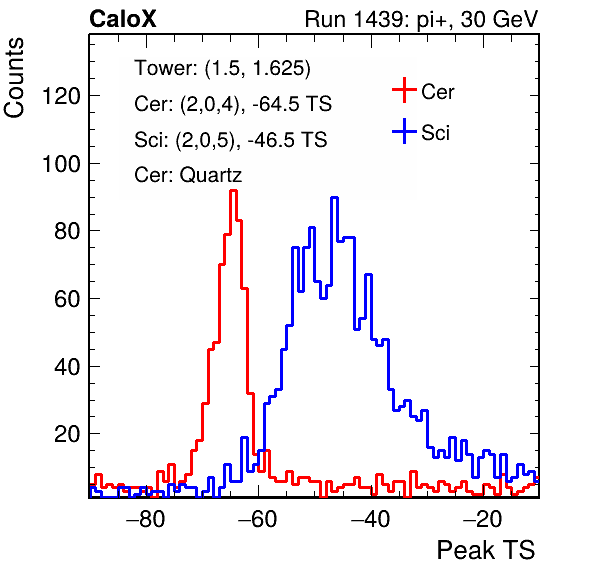 CaloX Run 1439: pi+, 30 GeV
Counts
Tower: (1.5, 1.625)
Cer: (2,0,4), -64.5 TS
Sci: (2,0,5), -46.5 TS
Cer: Quartz
Cer
Sci
120
100
80
60
40
20
−80 −60 −40 −20
Peak TS